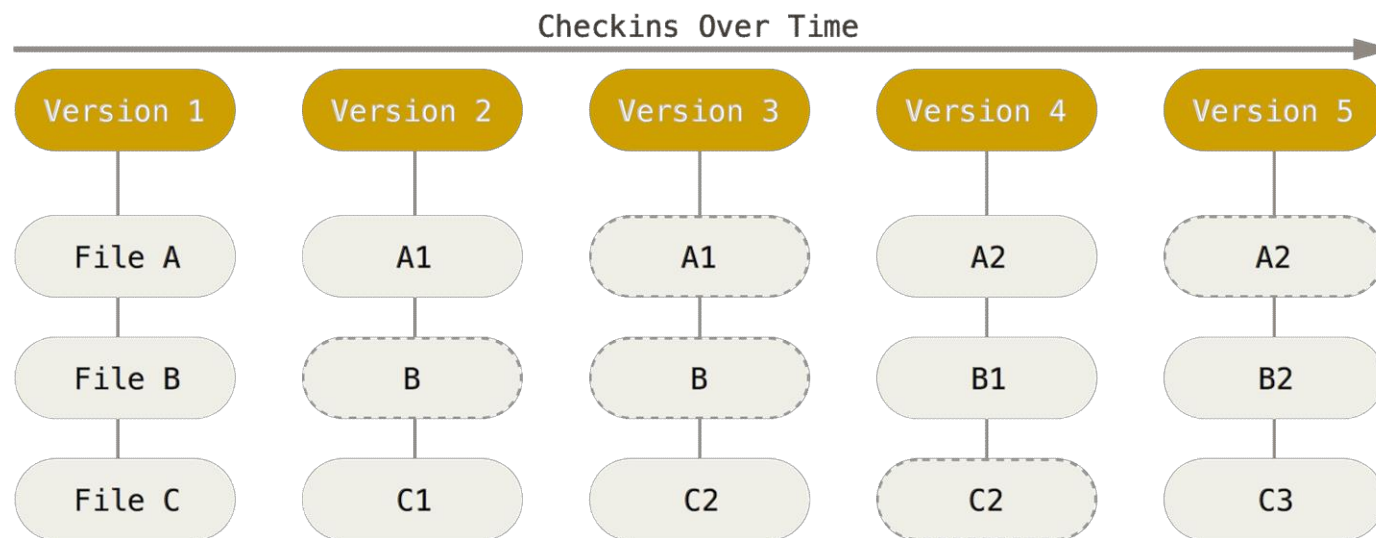 Checkins Over Time
Version 1 Version 2 Version 3 Version 4 Version 5
File A A1 A1 A2 A2
File B B B B1 B2
File C C1 C2 C2 C3